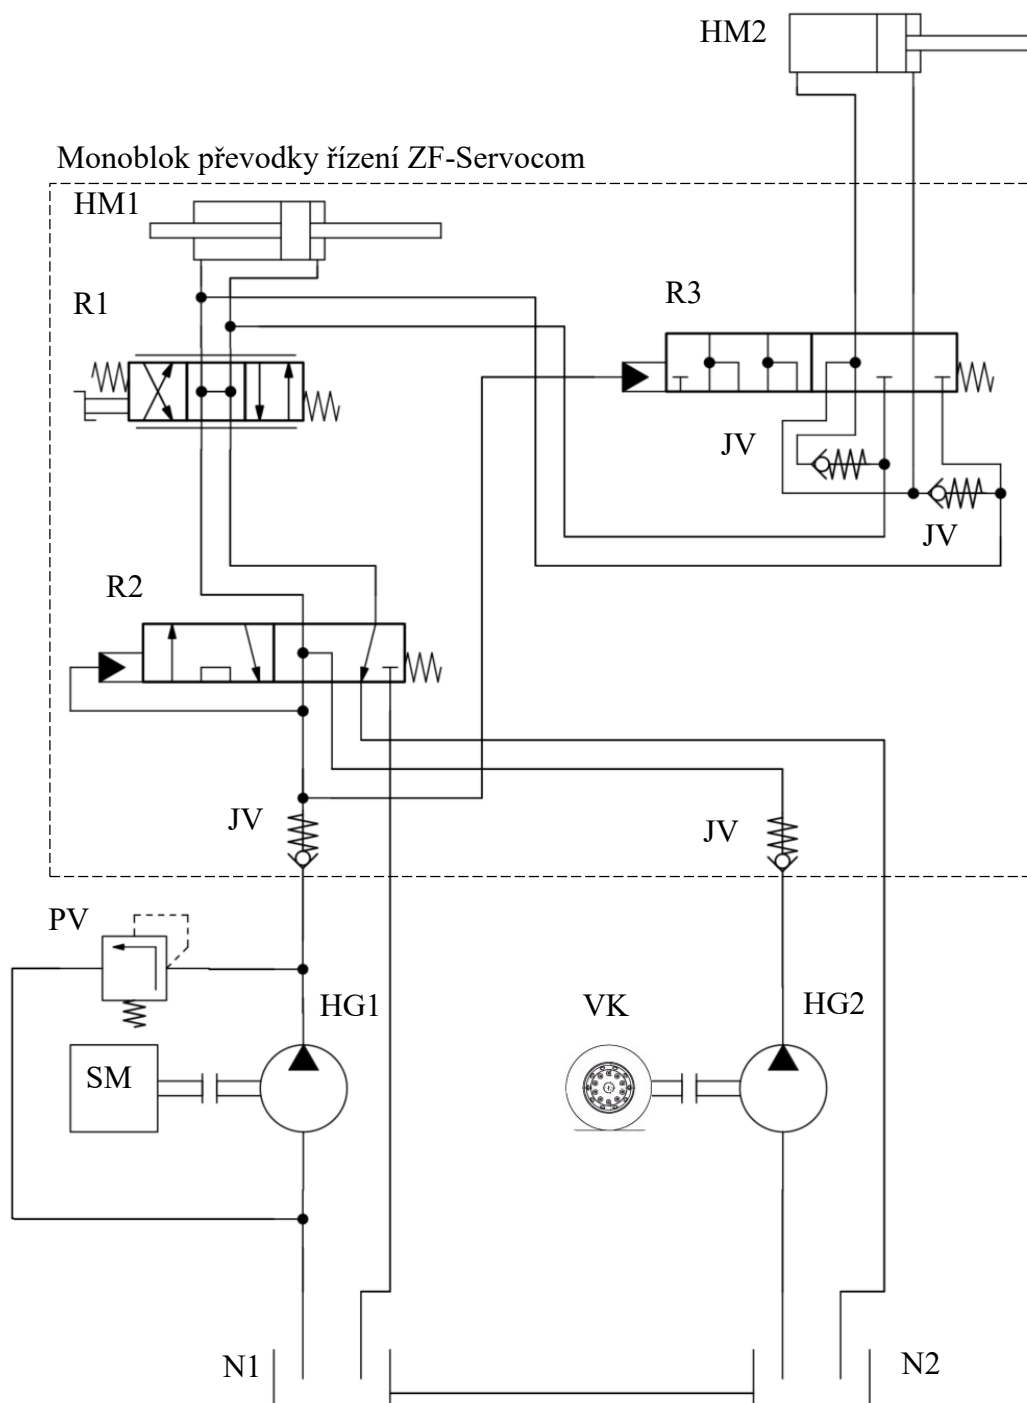 HM2
Monoblok převodky řízení ZF-Servocom
HM1
R1
R3
JV
JV
R2
JV
JV
PV
HG1
VK
HG2
SM
N1
N2